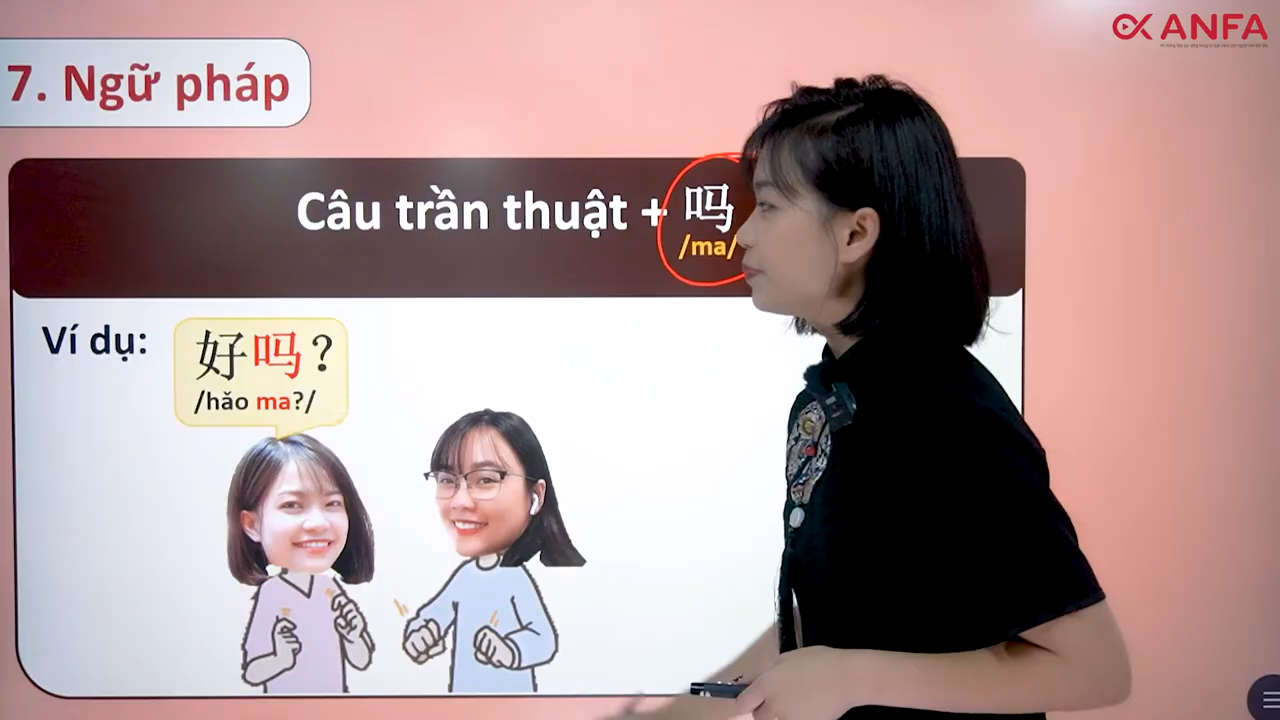 ANFA
7. Ngữ pháp
Câu trần thuật + 吗
/ma/
Ví dụ:
好吗?
/hǎo ma?/